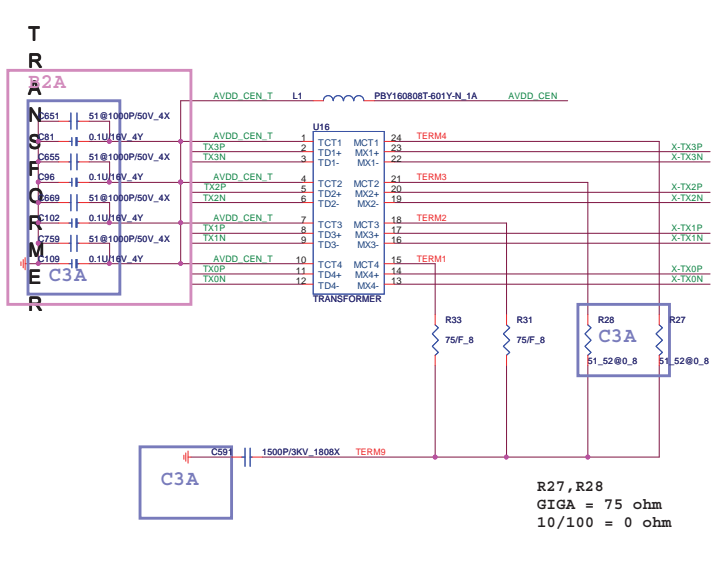 TRANSFORMER
B2A
AVDD_CEN_T L1 PBY160808T-601Y-N_1A AVDD_CEN
C651 51@1000P/50V_4X
C81 0.1U/16V_4Y
C655 51@1000P/50V_4X
C96 0.1U/16V_4Y
C669 51@1000P/50V_4X
C102 0.1U/16V_4Y
C759 51@1000P/50V_4X
C109 0.1U/16V_4Y
C3A
U16
AVDD_CEN_T 1 TCT1 MCT1 24 TERM4
TX3P 2 TD1+ MX1+ 23 X-TX3P
TX3N 3 TD1- MX1- 22 X-TX3N
AVDD_CEN_T 4 TCT2 MCT2 21 TERM3
TX2P 5 TD2+ MX2+ 20 X-TX2P
TX2N 6 TD2- MX2- 19 X-TX2N
AVDD_CEN_T 7 TCT3 MCT3 18 TERM2
TX1P 8 TD3+ MX3+ 17 X-TX1P
TX1N 9 TD3- MX3- 16 X-TX1N
AVDD_CEN_T 10 TCT4 MCT4 15 TERM1
TX0P 11 TD4+ MX4+ 14 X-TX0P
TX0N 12 TD4- MX4- 13 X-TX0N
TRANSFORMER
R33
75/F_8
R31
75/F_8
R28
51_52@0_8
R27
51_52@0_8
C3A
C591 1500P/3KV_1808X TERM9
C3A
R27,R28
GIGA = 75 ohm
10/100 = 0 ohm